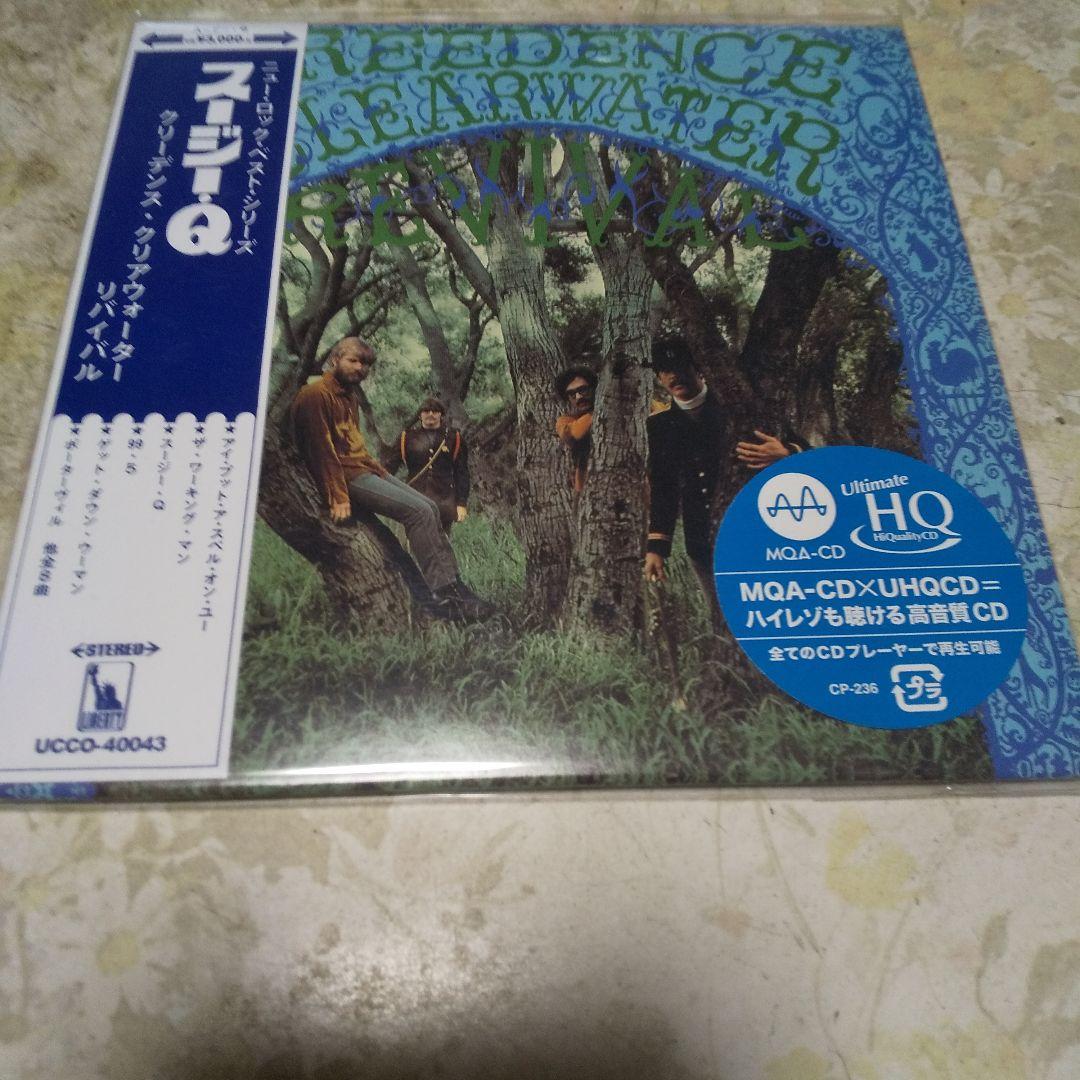 ¥3,000
ニュー・ロック・ベスト・シリーズ
スージー・Q
クリーデンス・クリアウォーター
リバイバル
★アイ・プット・ア・スペル・オン・ユー
★ザ・ワーキング・マン
★スージー・Q
★99・5
★ゲット・ダウン・ウーマン
★ポーターヴィル 他全8曲
STEREO
LIBERTY
UCCO-40043
REEDENCE
LEARWATER
REVIVAL
MQA-CD
Ultimate
HQ
HiQualityCD
MQA-CD×UHQCD=
ハイレゾも聴ける高音質CD
全てのCDプレーヤーで再生可能
CP-236
プラ